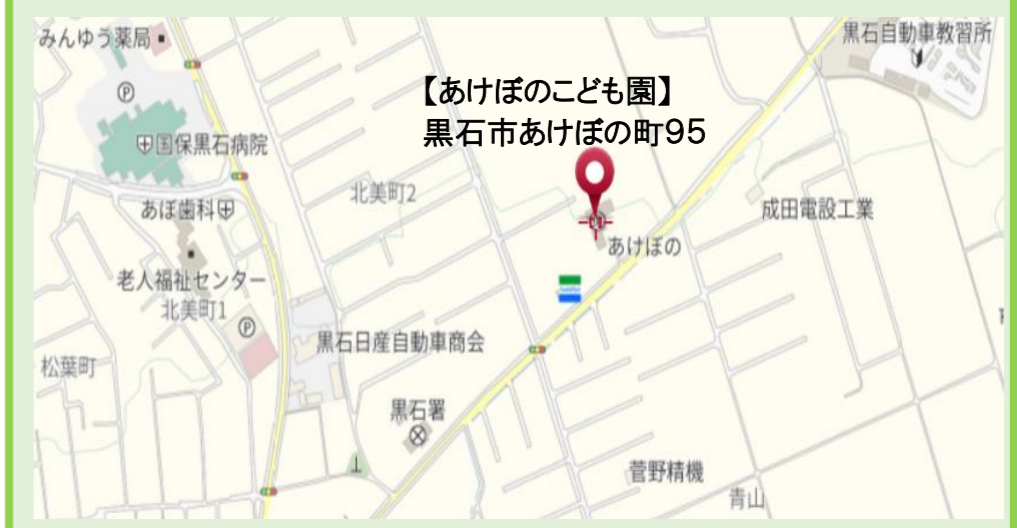 みんゆう薬局
黒石自動車教習所
【あけぼのこども園】
黒石市あけぼの町95
P
国保黒石病院
北美町2
あぼ歯科
成田電設工業
あけぼの
老人福祉センター
北美町1
P
黒石日産自動車商会
松葉町
黒石署
菅野精機
青山